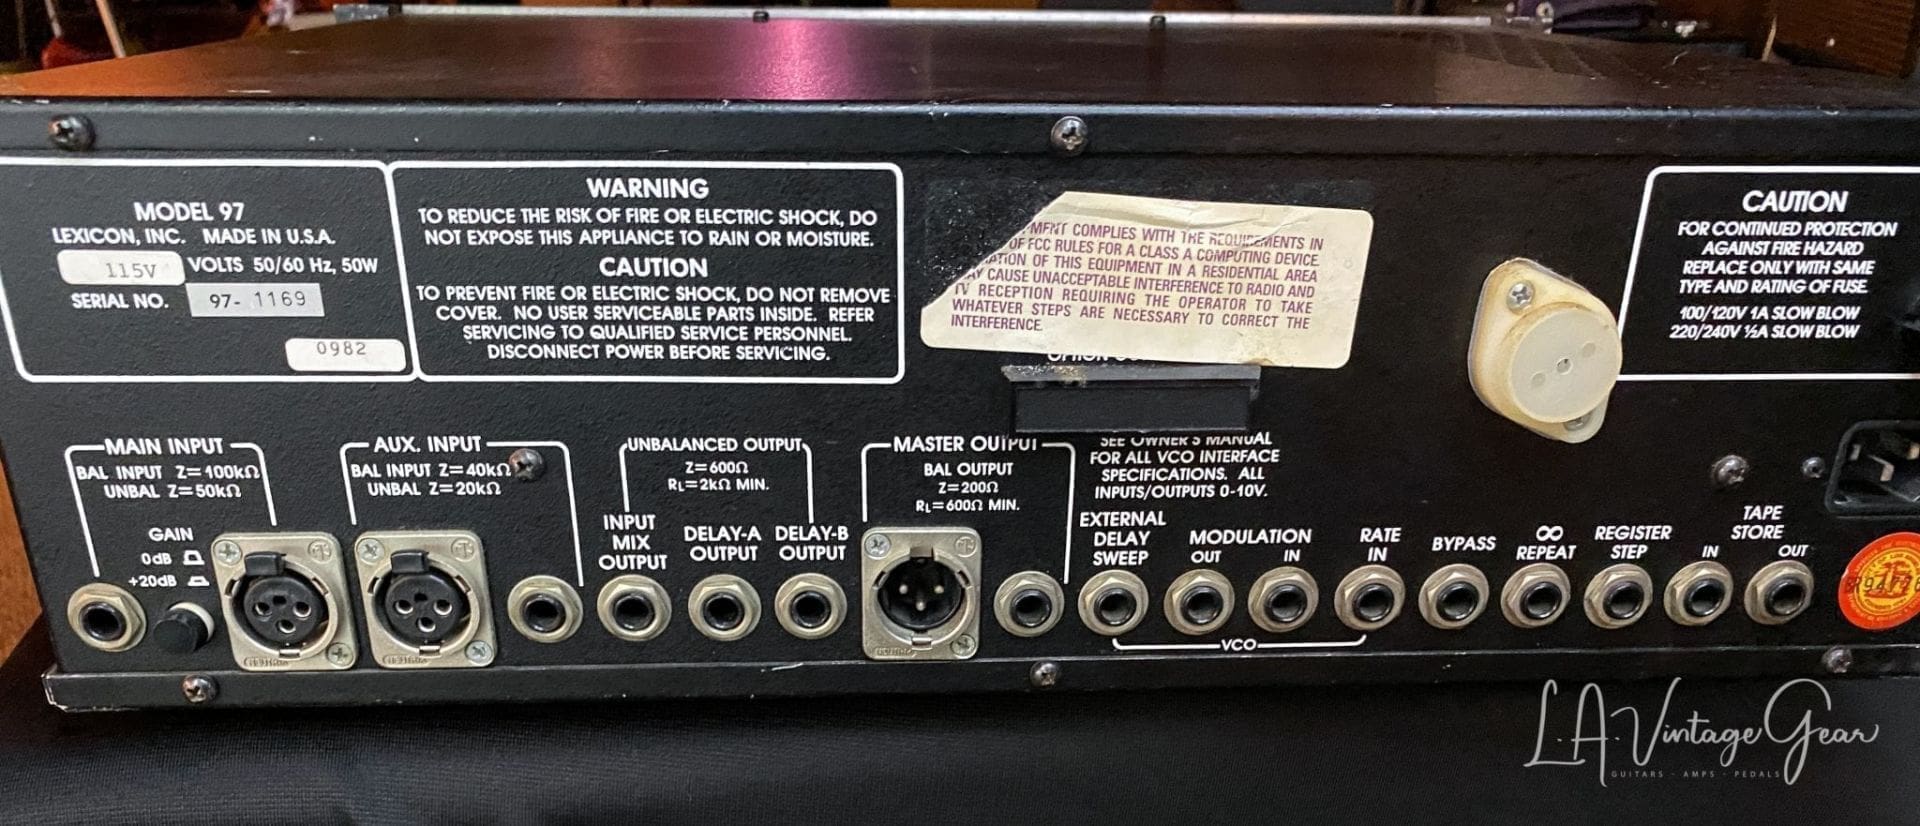 MODEL 97
LEXICON, INC. MADE IN U.S.A.
115V VOLTS 50/60 Hz, 50W
SERIAL NO. 97- 1169
0982
WARNING
TO REDUCE THE RISK OF FIRE OR ELECTRIC SHOCK, DO
NOT EXPOSE THIS APPLIANCE TO RAIN OR MOISTURE.
CAUTION
TO PREVENT FIRE OR ELECTRIC SHOCK, DO NOT REMOVE
COVER. NO USER SERVICEABLE PARTS INSIDE. REFER
SERVICING TO QUALIFIED SERVICE PERSONNEL.
DISCONNECT POWER BEFORE SERVICING.
COMPLIES WITH THE REQUIREMENTS IN
OF FCC RULES FOR A CLASS A COMPUTING DEVICE.
OF THIS EQUIPMENT IN A RESIDENTIAL AREA
CAUSE UNACCEPTABLE INTERFERENCE TO RADIO AND
TV RECEPTION REQUIRING THE OPERATOR TO TAKE
WHATEVER STEPS ARE NECESSARY TO CORRECT THE
INTERFERENCE.
CAUTION
FOR CONTINUED PROTECTION
AGAINST FIRE HAZARD
REPLACE ONLY WITH SAME
TYPE AND RATING OF FUSE.
100/120V 1A SLOW BLOW
220/240V ½A SLOW BLOW
MAIN INPUT
BAL INPUT Z=100kΩ
UNBAL Z=50kΩ
GAIN
0dB
+20dB
AUX. INPUT
BAL INPUT Z=40kΩ
UNBAL Z=20kΩ
UNBALANCED OUTPUT
Z=600Ω
RL=2kΩ MIN.
INPUT
MIX
OUTPUT
DELAY-A
OUTPUT
DELAY-B
OUTPUT
MASTER OUTPUT
BAL OUTPUT
Z=200Ω
RL=600Ω MIN.
SEE OWNER'S MANUAL
FOR ALL VCO INTERFACE
SPECIFICATIONS. ALL
INPUTS/OUTPUTS 0-10V.
EXTERNAL
DELAY
SWEEP
MODULATION
OUT IN
RATE
IN
VCO
BYPASS
∞
REPEAT
REGISTER
STEP
TAPE
STORE
IN OUT
L.A. Vintage Gear
GUITARS - AMPS - PEDALS